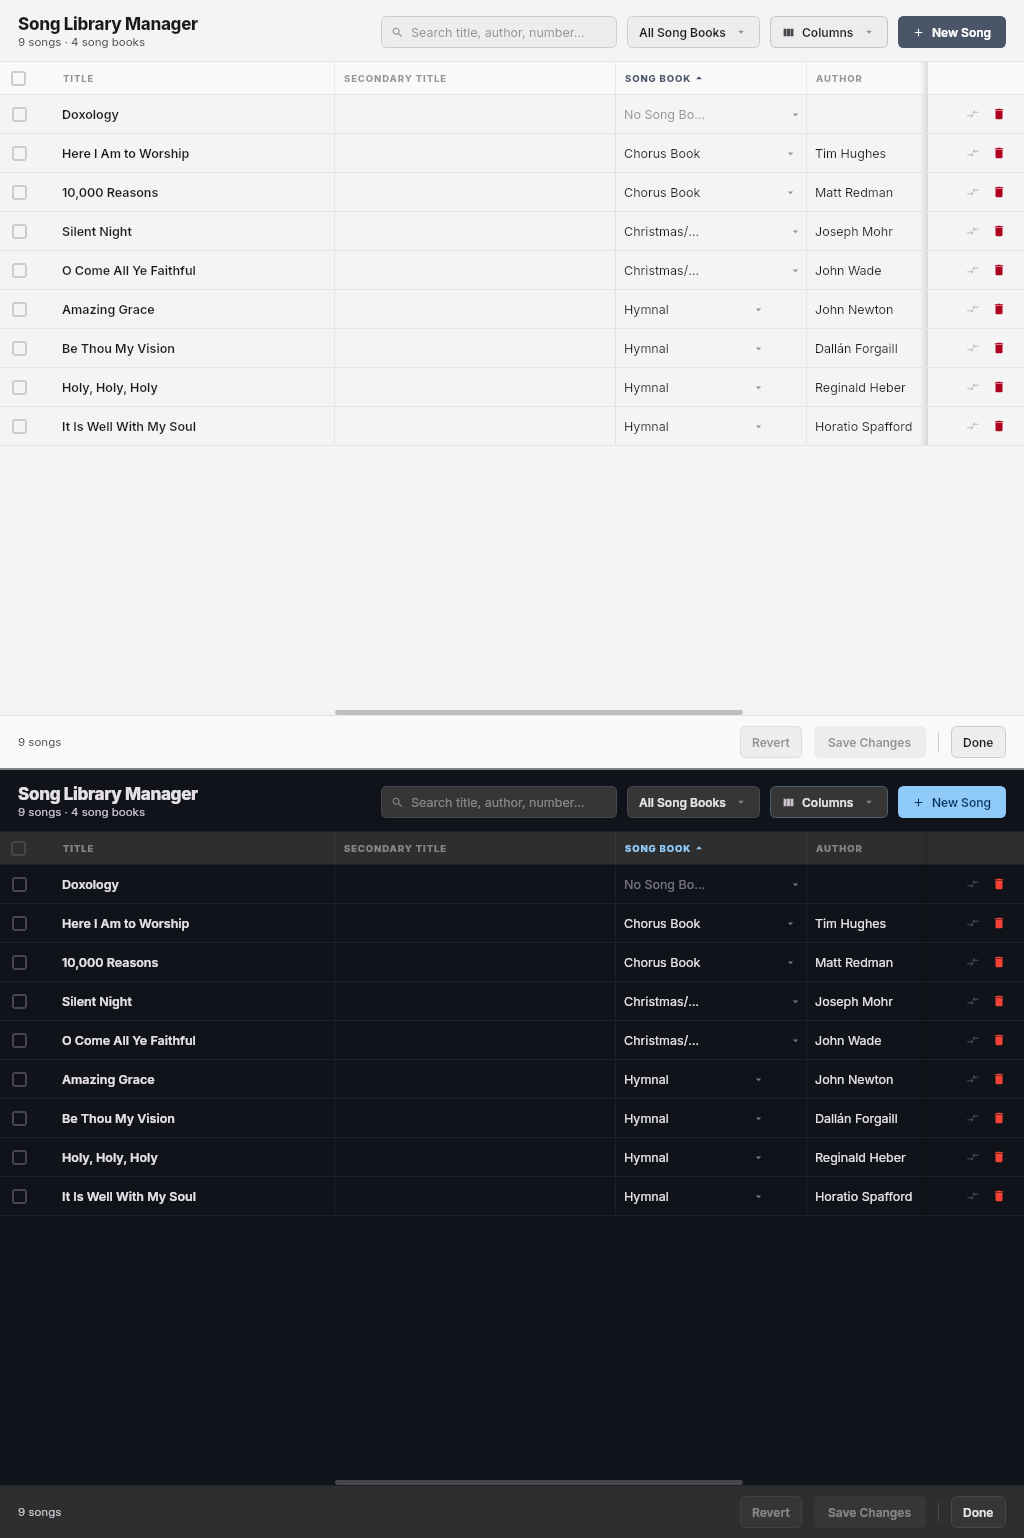 Song Library Manager
9 songs · 4 song books
Search title, author, number...
All Song Books
Columns
New Song
TITLE SECONDARY TITLE SONG BOOK AUTHOR
Doxology No Song Bo...
Here I Am to Worship Chorus Book Tim Hughes
10,000 Reasons Chorus Book Matt Redman
Silent Night Christmas/... Joseph Mohr
O Come All Ye Faithful Christmas/... John Wade
Amazing Grace Hymnal John Newton
Be Thou My Vision Hymnal Dallán Forgaill
Holy, Holy, Holy Hymnal Reginald Heber
It Is Well With My Soul Hymnal Horatio Spafford
9 songs Revert Save Changes Done
Song Library Manager
9 songs · 4 song books
Search title, author, number...
All Song Books
Columns
New Song
TITLE SECONDARY TITLE SONG BOOK AUTHOR
Doxology No Song Bo...
Here I Am to Worship Chorus Book Tim Hughes
10,000 Reasons Chorus Book Matt Redman
Silent Night Christmas/... Joseph Mohr
O Come All Ye Faithful Christmas/... John Wade
Amazing Grace Hymnal John Newton
Be Thou My Vision Hymnal Dallán Forgaill
Holy, Holy, Holy Hymnal Reginald Heber
It Is Well With My Soul Hymnal Horatio Spafford
9 songs Revert Save Changes Done